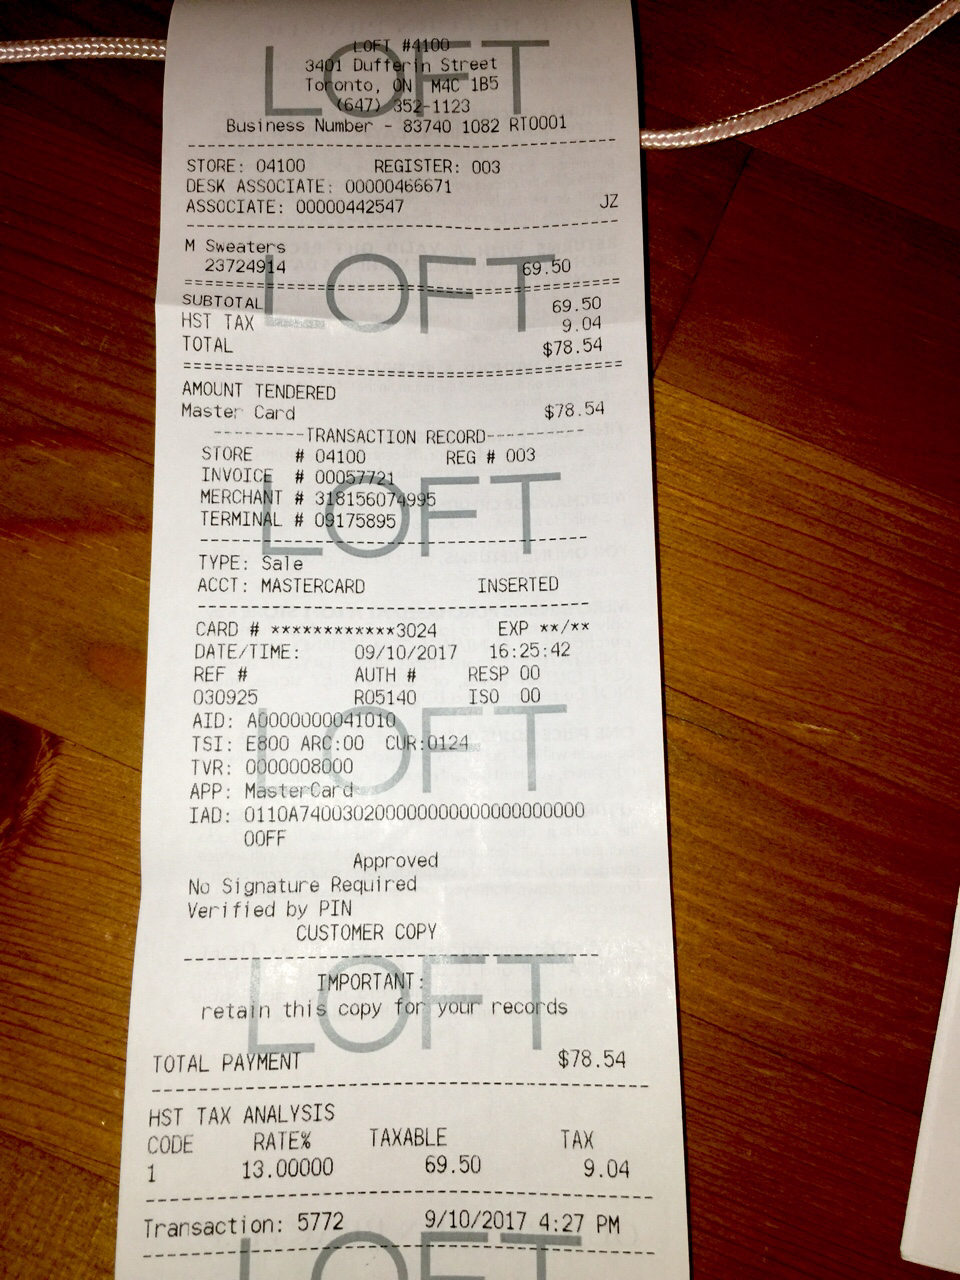 LOFT #4100
3401 Dufferin Street
Toronto, ON M4C 1B5
(647) 352-1123
Business Number - 83740 1082 RT0001
STORE: 04100 REGISTER: 003
DESK ASSOCIATE: 00000466671
ASSOCIATE: 00000442547 JZ
M Sweaters
23724914 69.50
LOFT
SUBTOTAL 69.50
HST TAX 9.04
TOTAL $78.54
AMOUNT TENDERED
Master Card $78.54
--------- TRANSACTION RECORD----------
STORE # 04100 REG # 003
INVOICE # 00057721
MERCHANT # 318156074995
TERMINAL # 09175895
LOFT
TYPE: Sale
ACCT: MASTERCARD INSERTED
CARD # ************3024 EXP **/**
DATE/TIME: 09/10/2017 16:25:42
REF # AUTH # RESP 00
030925 R05140 ISO 00
AID: A0000000041010
TSI: E800 ARC:00 CUR:0124
TVR: 0000008000
APP: MasterCard
LOFT
IAD: 0110A74003020000000000000000000000
00FF
Approved
No Signature Required
Verified by PIN
CUSTOMER COPY
IMPORTANT:
retain this copy for your records
LOFT
TOTAL PAYMENT $78.54
HST TAX ANALYSIS
CODE RATE% TAXABLE TAX
1 13.00000 69.50 9.04
Transaction: 5772 9/10/2017 4:27 PM
LOFT